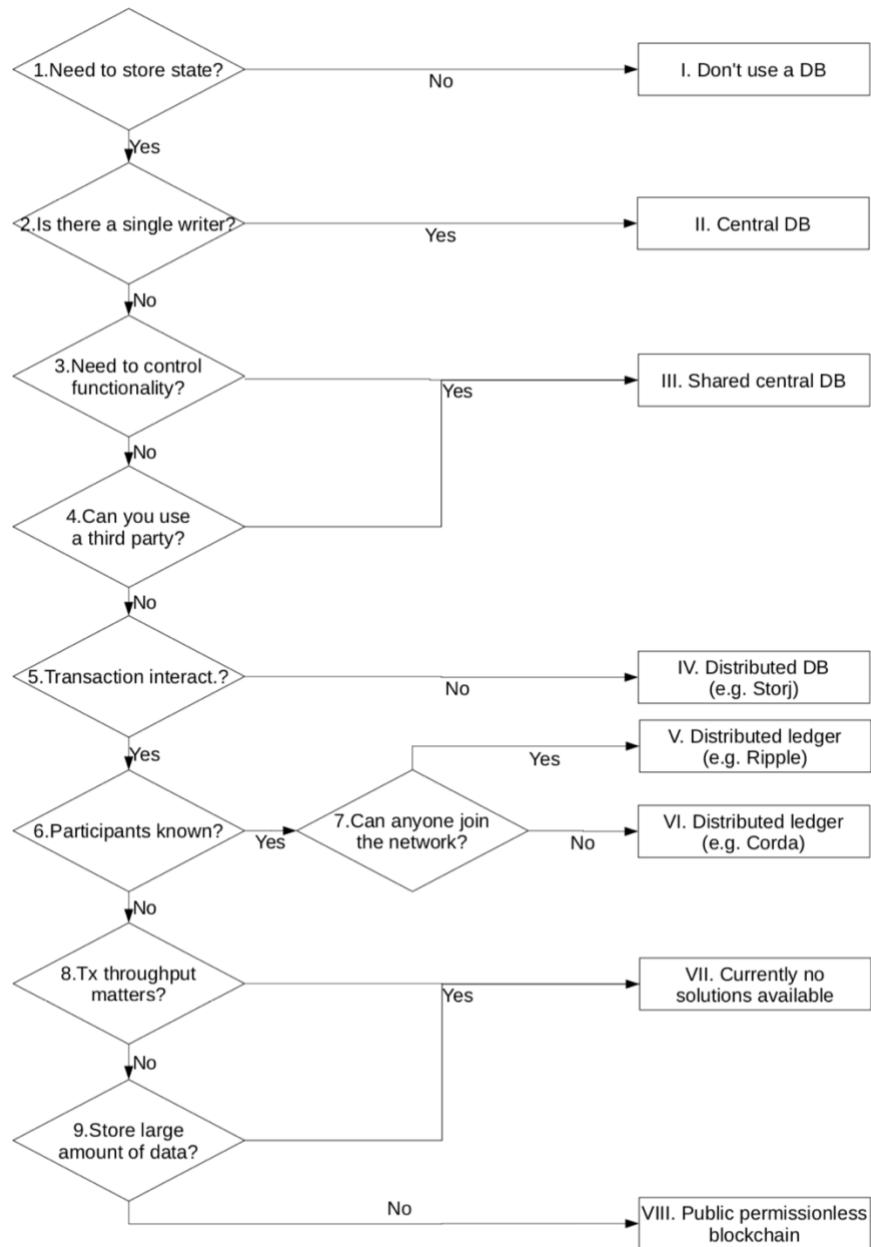 1.Need to store state?
No
I. Don't use a DB
Yes
2.Is there a single writer?
Yes
II. Central DB
No
3.Need to control
functionality?
Yes
III. Shared central DB
No
4.Can you use
a third party?
No
5.Transaction interact.?
No
IV. Distributed DB
(e.g. Storj)
Yes
V. Distributed ledger
(e.g. Ripple)
Yes
6.Participants known?
Yes
7.Can anyone join
the network?
No
VI. Distributed ledger
(e.g. Corda)
No
8.Tx throughput
matters?
Yes
VII. Currently no
solutions available
No
9.Store large
amount of data?
No
VIII. Public permissionless
blockchain